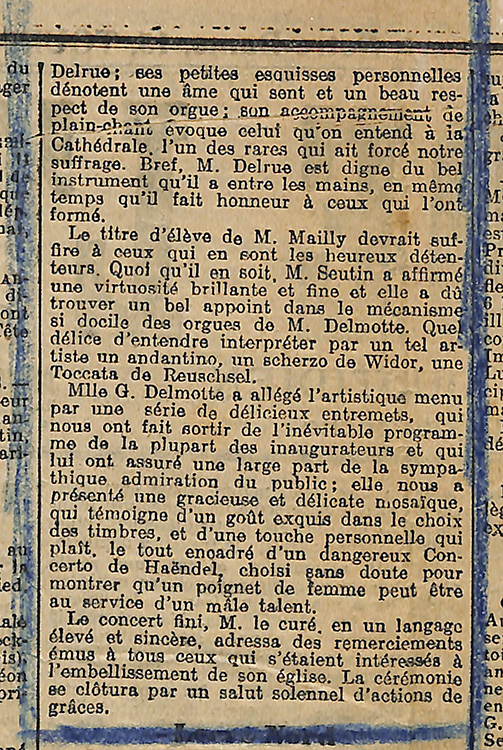 Delrue; ses petites esquisses personnelles
dénotent une âme qui sent et un beau res-
pect de son orgue; son accompagnement de
plain-chant évoque celui qu'on entend à la
Cathédrale, l'un des rares qui ait forcé notre
suffrage. Bref, M. Delrue est digne du bel
instrument qu'il a entre les mains, en même
temps qu'il fait honneur à ceux qui l'ont
formé.
Le titre d'élève de M. Mailly devrait suf-
fire à ceux qui en sont les heureux déten-
teurs. Quoi qu'il en soit, M. Seutin a affirmé
une virtuosité brillante et fine et elle a dû
trouver un bel appoint dans le mécanisme
si docile des orgues de M. Delmotte. Quel
délice d'entendre interpréter par un tel ar-
tiste un andantino, un scherzo de Widor, une
Toccata de Reuschsel.
Mlle G. Delmotte a allégé l'artistique menu
par une série de délicieux entremets, qui
nous ont fait sortir de l'inévitable program-
me de la plupart des inaugurateurs et qui
lui ont assuré une large part de la sympa-
thique admiration du public; elle nous a
présenté une gracieuse et délicate mosaïque,
qui témoigne d'un goût exquis dans le choix
des timbres, et d'une touche personnelle qui
plaît, le tout encadré d'un dangereux Con-
certo de Haëndel, choisi sans doute pour
montrer qu'un poignet de femme peut être
au service d'un mâle talent.
Le concert fini, M. le curé, en un langage
élevé et sincère, adressa des remerciements
émus à tous ceux qui s'étaient intéressés à
l'embellissement de son église. La cérémonie
se clôtura par un salut solennel d'actions de
grâces.